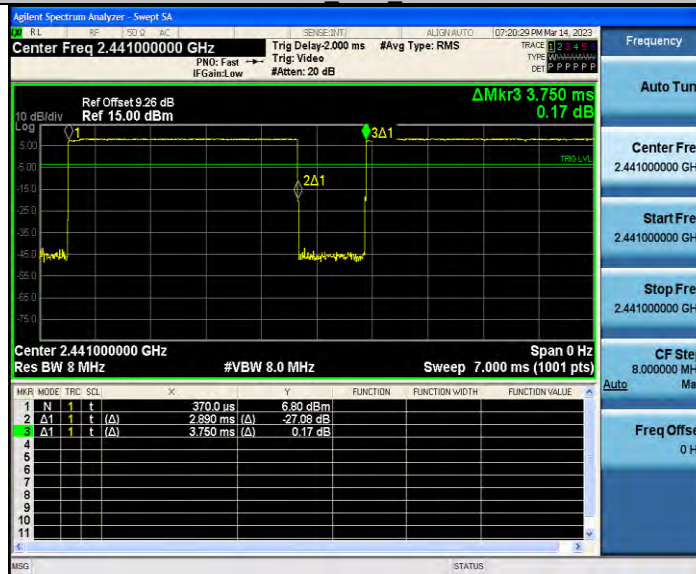 Agilent Spectrum Analyzer - Swept SA
RL RF 50 Ω AC SENSE:INT ALIGN AUTO 07:20:29 PM Mar 14, 2023
Center Freq 2.441000000 GHz
PNO: Fast
IFGain:Low
Trig Delay-2.000 ms
Trig: Video
#Atten: 20 dB
#Avg Type: RMS
TRACE 1 2 3 4 5 6
TYPE
DET P P P P P P
Ref Offset 9.26 dB
Ref 15.00 dBm
10 dB/div
Log
ΔMkr3 3.750 ms
0.17 dB
5.00
-5.00
-15.0
-25.0
-35.0
-45.0
-55.0
-65.0
-75.0
1
2Δ1
3Δ1
TRIG LVL
Center 2.441000000 GHz Span 0 Hz
Res BW 8 MHz #VBW 8.0 MHz Sweep 7.000 ms (1001 pts)
MKR MODE TRC SCL X Y FUNCTION FUNCTION WIDTH FUNCTION VALUE
1 N 1 t 370.0 us 6.80 dBm
2 Δ1 1 t (Δ) 2.890 ms (Δ) -27.08 dB
3 Δ1 1 t (Δ) 3.750 ms (Δ) 0.17 dB
4
5
6
7
8
9
10
11
MSG STATUS
Frequency
Auto Tun
Center Fre
2.441000000 GH
Start Fre
2.441000000 GH
Stop Fre
2.441000000 GH
CF Ste
8.000000 MH
Auto Ma
Freq Offse
0 H